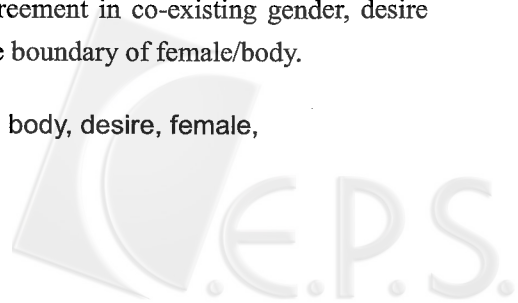 reement in co-existing gender, desire
e boundary of female/body.
body, desire, female,
C.E.P.S.